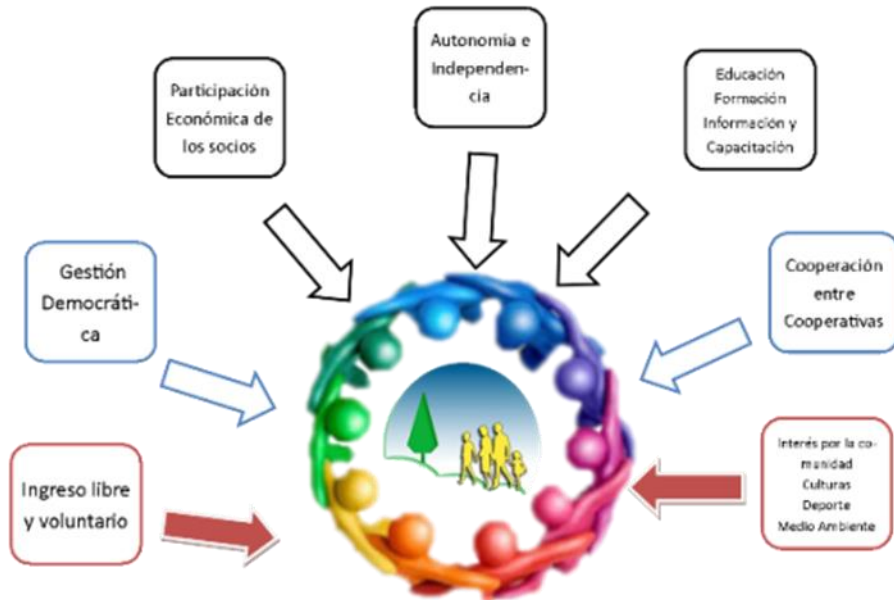 Autonomia e
Independen-
cia
Participación
Económica de
los socios
Educación
Formación
Información y
Capacitación
Gestión
Democráti-
ca
Cooperación
entre
Cooperativas
Ingreso libre
y voluntario
Interés por la co-
munidad
Culturas
Deporte
Medio Ambiente